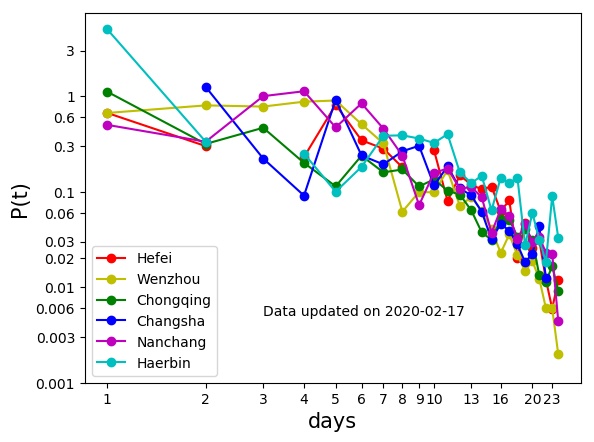 P(t)
3
1
0.6
0.3
0.1
0.06
0.03
0.02
0.01
0.006
0.003
0.001
Hefei
Wenzhou
Chongqing
Changsha
Nanchang
Haerbin
Data updated on 2020-02-17
1 2 3 4 5 6 7 8 9 10 13 16 20 23
days